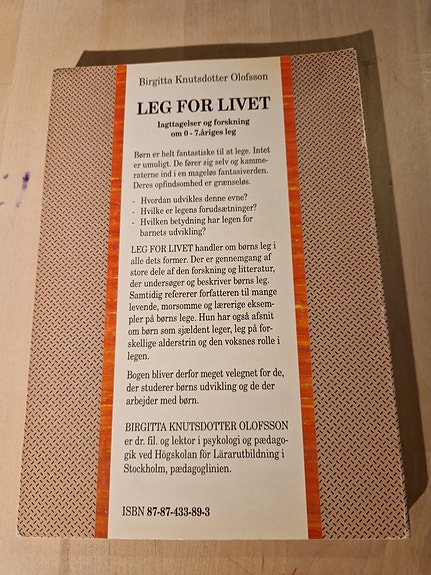 Birgitta Knutsdotter Olofsson
LEG FOR LIVET
Iagttagelser og forskning
om 0 - 7.åriges leg
Børn er helt fantastiske til at lege. Intet
er umuligt. De fører sig selv og kamme-
raterne ind i en mageløs fantasiverden.
Deres opfindsomhed er grænseløs.
- Hvordan udvikles denne evne?
- Hvilke er legens forudsætninger?
- Hvilken betydning har legen for
barnets udvikling?
LEG FOR LIVET handler om børns leg i
alle dets former. Der er gennemgang af
store dele af den forskning og litteratur,
der undersøger og beskriver børns leg.
Samtidig refererer forfatteren til mange
levende, morsomme og lærerige eksem-
pler på børns lege. Hun har også afsnit
om børn som sjældent leger, leg på for-
skellige alderstrin og den voksnes rolle i
legen.
Bogen bliver derfor meget velegnet for de,
der studerer børns udvikling og de der
arbejder med børn.
BIRGITTA KNUTSDOTTER OLOFSSON
er dr. fil. og lektor i psykologi og pædago-
gik ved Högskolan för Lärarutbildning i
Stockholm, pædagoglinien.
ISBN 87-87-433-89-3